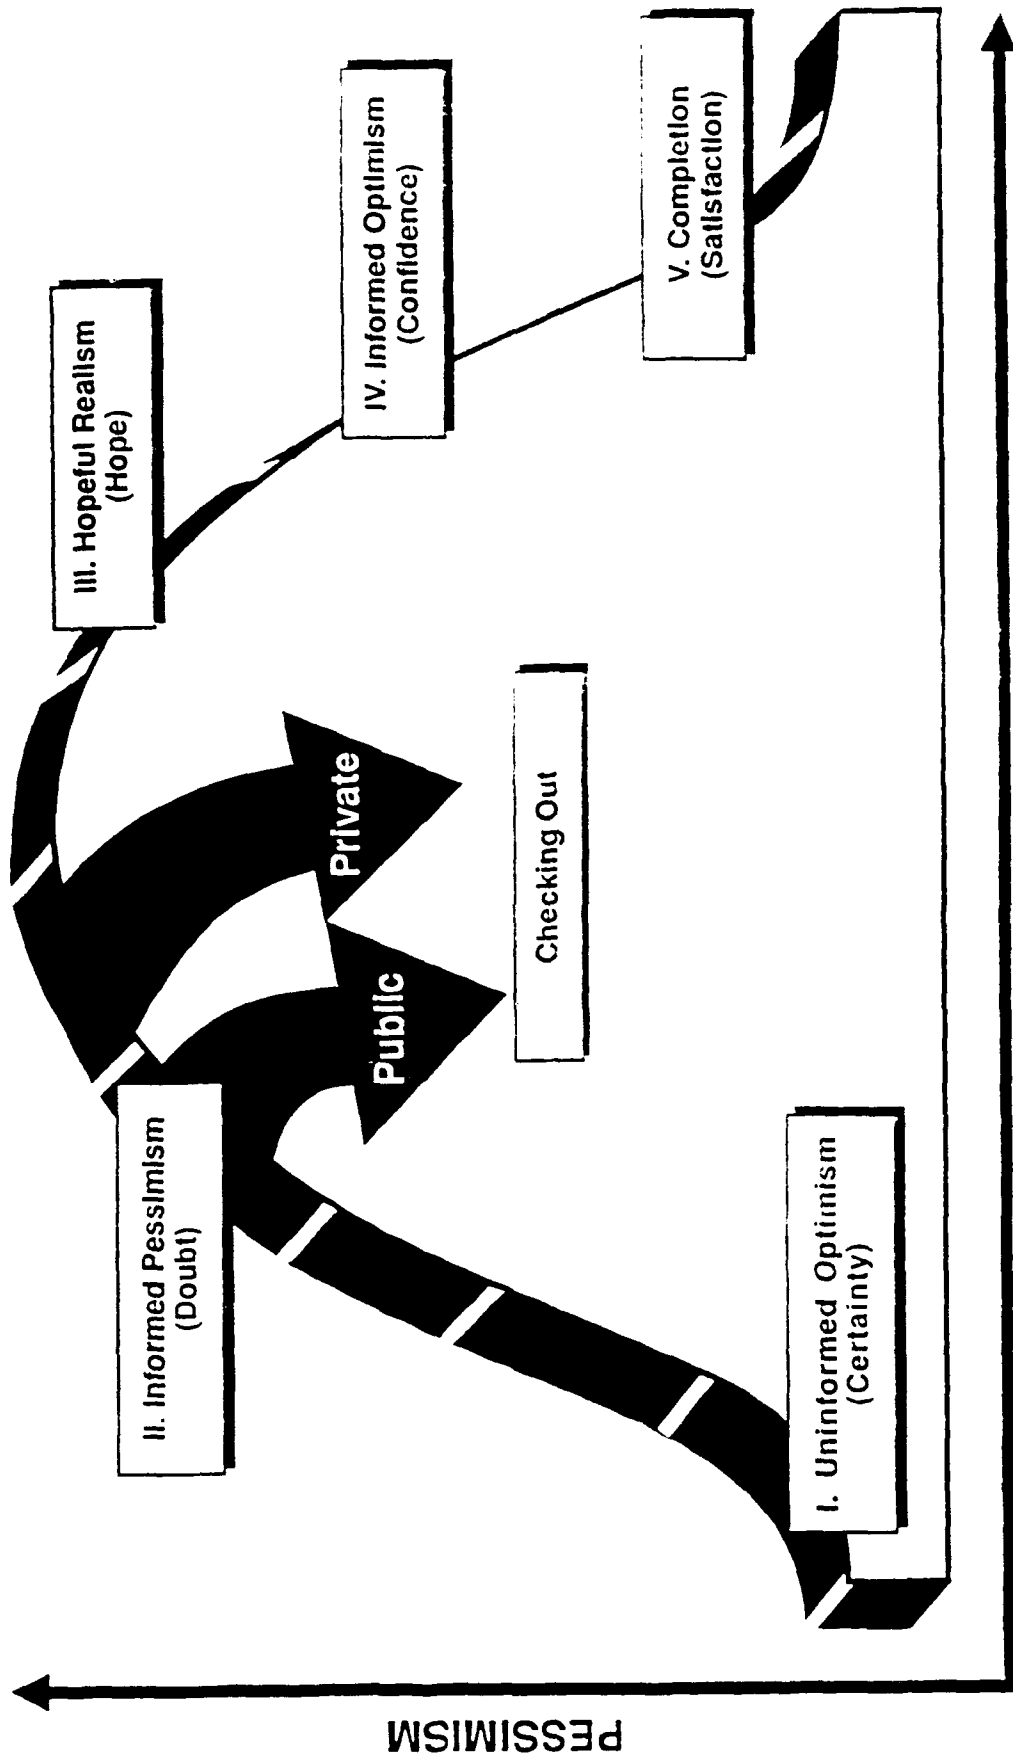 PESSIMISM
I. Uninformed Optimism
(Certainty)
II. Informed Pessimism
(Doubt)
Public
Private
Checking Out
III. Hopeful Realism
(Hope)
IV. Informed Optimism
(Confidence)
V. Completion
(Satisfaction)